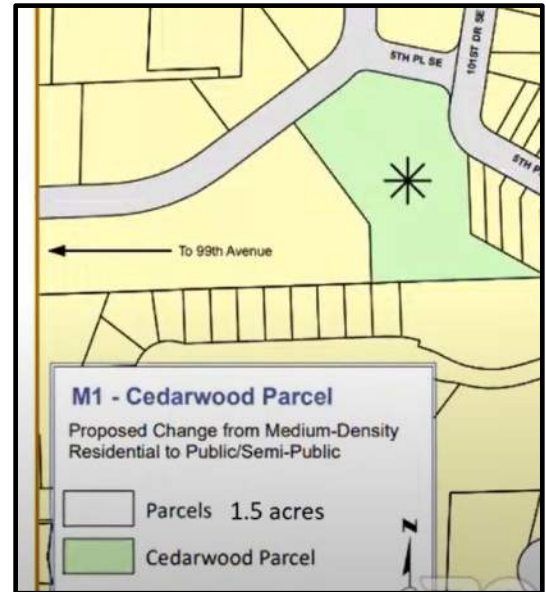 5TH PL SE
101ST DR SE
5TH P
To 99th Avenue
M1 - Cedarwood Parcel
Proposed Change from Medium-Density
Residential to Public/Semi-Public
Parcels 1.5 acres
Cedarwood Parcel
N